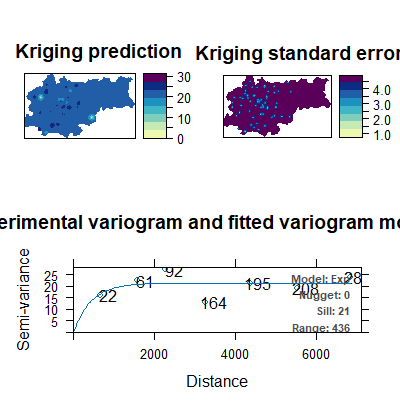 Kriging prediction
Kriging standard error
30
20
10
0
4.0
3.0
2.0
1.0
erimental variogram and fitted variogram mo
Semi-variance
25
20
15
10
5
22
61
92
164
195
208
28
Model: Exp
Nugget: 0
Sill: 21
Range: 436
2000
4000
6000
Distance